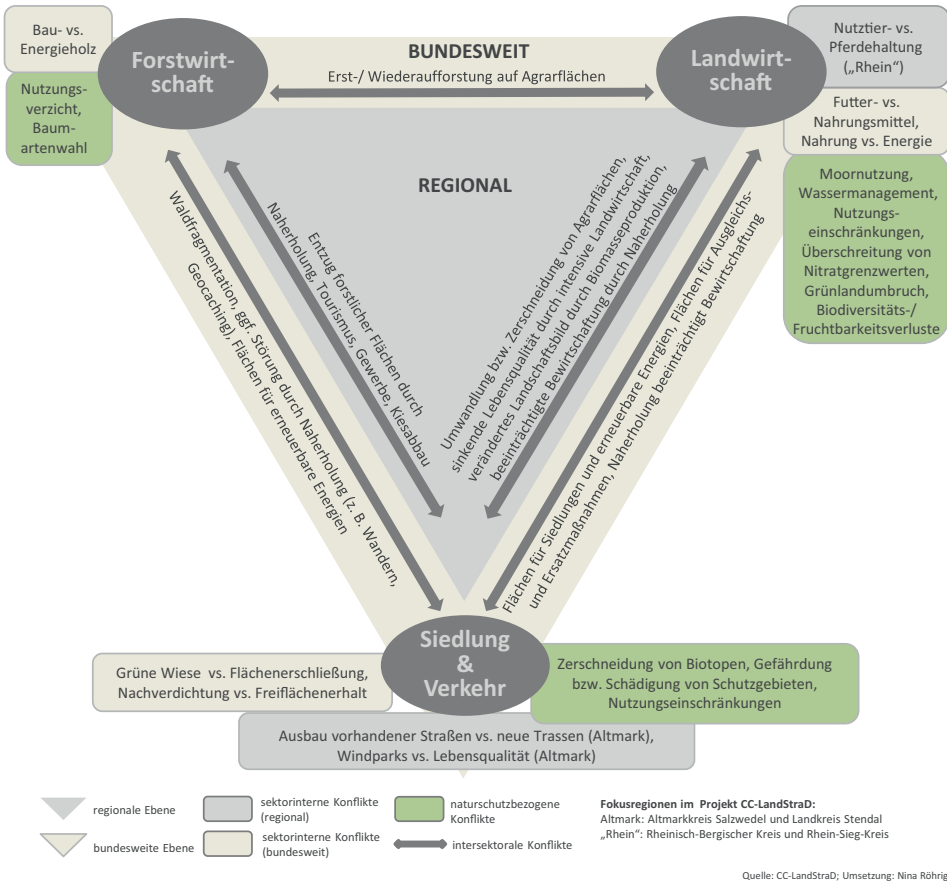 Bau- vs.
Energieholz
Forstwirt-
schaft
Nutzungs-
verzicht,
Baum-
artenwahl
BUNDESWEIT
Erst-/ Wiederaufforstung auf Agrarflächen
Landwirt-
schaft
Nutztier- vs.
Pferdehaltung
(„Rhein”)
Futter- vs.
Nahrungsmittel,
Nahrung vs. Energie
Moornutzung,
Wassermanagement,
Nutzungs-
einschränkungen,
Überschreitung von
Nitratgrenzwerten,
Grünlandumbruch,
Biodiversitäts-/
Fruchtbarkeitsverluste
REGIONAL
Waldfragmentation, ggf. Störung durch Naherholung (z. B. Wandern,
Geocaching), Flächen für erneuerbare Energien
Entzug forstlicher Flächen durch
Naherholung, Tourismus, Gewerbe, Kiesabbau
Umwandlung bzw. Zerschneidung von Agrarflächen,
sinkende Lebensqualität durch intensive Landwirtschaft,
verändertes Landschaftsbild durch Biomasseproduktion,
beeinträchtigte Bewirtschaftung durch Naherholung
Flächen für Siedlungen und erneuerbare Energien, Flächen für Ausgleichs-
und Ersatzmaßnahmen, Naherholung beeinträchtigt Bewirtschaftung
Siedlung
&
Verkehr
Grüne Wiese vs. Flächenerschließung,
Nachverdichtung vs. Freiflächenerhalt
Zerschneidung von Biotopen, Gefährdung
bzw. Schädigung von Schutzgebieten,
Nutzungseinschränkungen
Ausbau vorhandener Straßen vs. neue Trassen (Altmark),
Windparks vs. Lebensqualität (Altmark)
regionale Ebene
bundesweite Ebene
sektorinterne Konflikte
(regional)
sektorinterne Konflikte
(bundesweit)
naturschutzbezogene
Konflikte
intersektorale Konflikte
Fokusregionen im Projekt CC-LandStraD:
Altmark: Altmarkkreis Salzwedel und Landkreis Stendal
„Rhein”: Rheinisch-Bergischer Kreis und Rhein-Sieg-Kreis
Quelle: CC-LandStraD; Umsetzung: Nina Röhrig